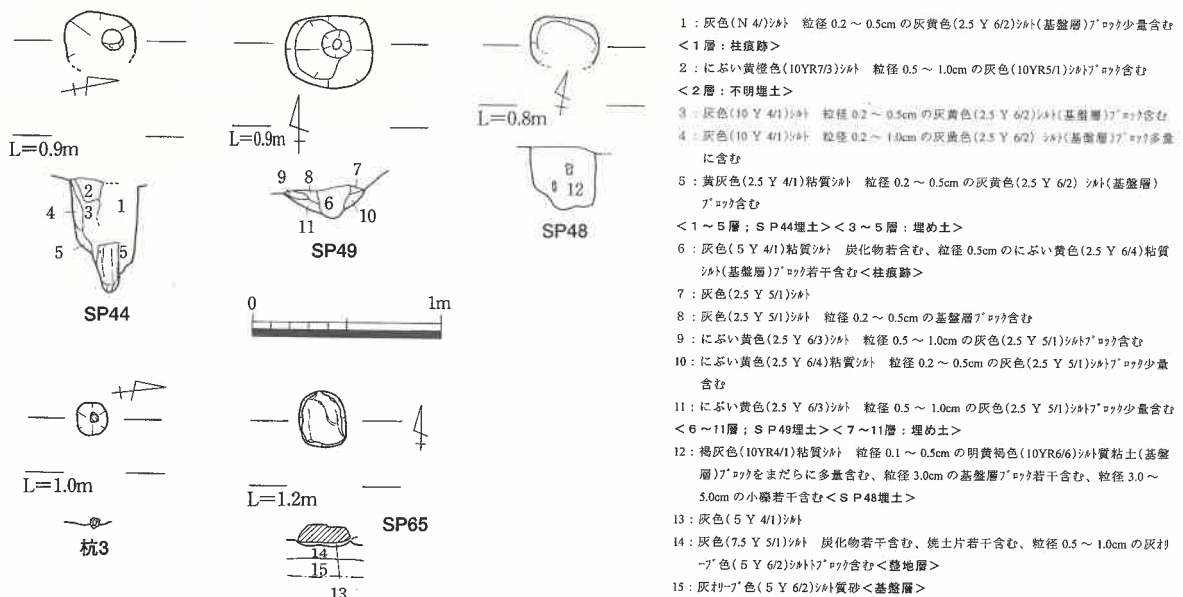 L=0.9m
SP44
2
1
3
4
5
5
L=0.9m
9
8
7
6
11
10
SP49
L=0.8m
12
SP48
0
1m
L=1.0m
杭3
L=1.2m
SP65
14
15
13
1：灰色(N 4/)シルト　粒径 0.2 ～ 0.5cm の灰黄色(2.5 Y 6/2)シルト(基盤層)ブロック少量含む
＜1層：柱痕跡＞
2：にぶい黄橙色(10YR7/3)シルト　粒径 0.5 ～ 1.0cm の灰色(10YR5/1)シルトブロック含む
＜2層：不明埋土＞
3：灰色(10 Y 4/1)シルト　粒径 0.2 ～ 0.5cm の灰黄色(2.5 Y 6/2)シルト(基盤層)ブロック含む
4：灰色(10 Y 4/1)シルト　粒径 0.2 ～ 1.0cm の灰黄色(2.5 Y 6/2) シルト(基盤層)ブロック多量
に含む
5：黄灰色(2.5 Y 4/1)粘質シルト　粒径 0.2 ～ 0.5cm の灰黄色(2.5 Y 6/2) シルト(基盤層)
ブロック含む
＜1～5層；SP44埋土＞＜3～5層：埋め土＞
6：灰色(5 Y 4/1)粘質シルト　炭化物若含む、粒径 0.5cm のにぶい黄色(2.5 Y 6/4)粘質
シルト(基盤層)ブロック若干含む＜柱痕跡＞
7：灰色(2.5 Y 5/1)シルト
8：灰色(2.5 Y 5/1)シルト　粒径 0.2 ～ 0.5cm の基盤層ブロック含む
9：にぶい黄色(2.5 Y 6/3)シルト　粒径 0.5 ～ 1.0cm の灰色(2.5 Y 5/1)シルトブロック含む
10：にぶい黄色(2.5 Y 6/4)粘質シルト　粒径 0.2 ～ 0.5cm の灰色(2.5 Y 5/1)シルトブロック少量
含む
11：にぶい黄色(2.5 Y 6/3)シルト　粒径 0.5 ～ 1.0cm の灰色(2.5 Y 5/1)シルトブロック少量含む
＜6～11層；SP49埋土＞＜7～11層：埋め土＞
12：褐灰色(10YR4/1)粘質シルト　粒径 0.1 ～ 0.5cm の明黄褐色(10YR6/6)シルト質粘土(基盤
層)ブロックをまだらに多量含む、粒径 3.0cm の基盤層ブロック若干含む、粒径 3.0 ～
5.0cm の小礫若干含む＜SP48埋土＞
13：灰色(5 Y 4/1)シルト
14：灰色(7.5 Y 5/1)シルト　炭化物若干含む、焼土片若干含む、粒径 0.5 ～ 1.0cm の灰オリ
ーブ色(5 Y 6/2)シルトトブロック含む＜整地層＞
15：灰オリーブ色(5 Y 6/2)シルト質砂＜基盤層＞